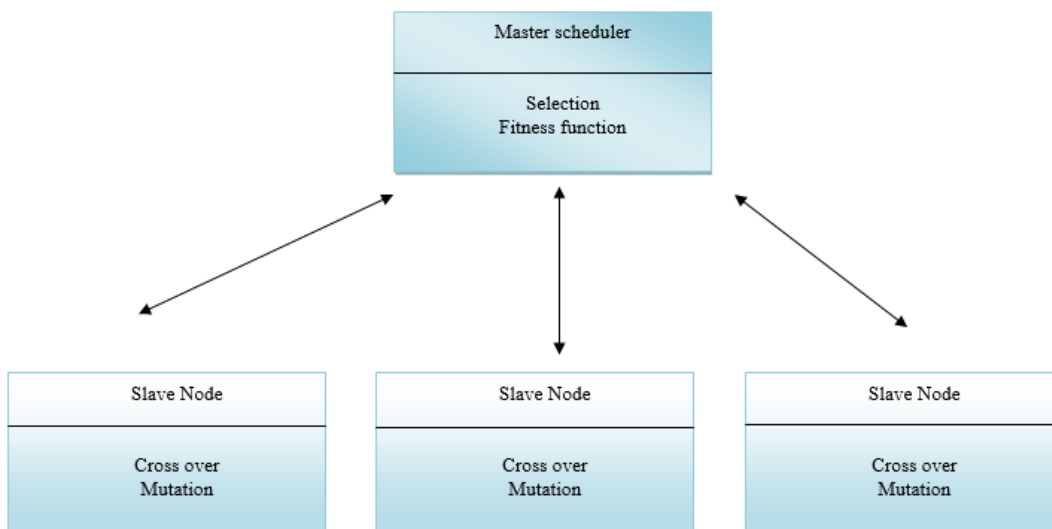 Master scheduler
Selection
Fitness function
Slave Node
Cross over
Mutation
Slave Node
Cross over
Mutation
Slave Node
Cross over
Mutation